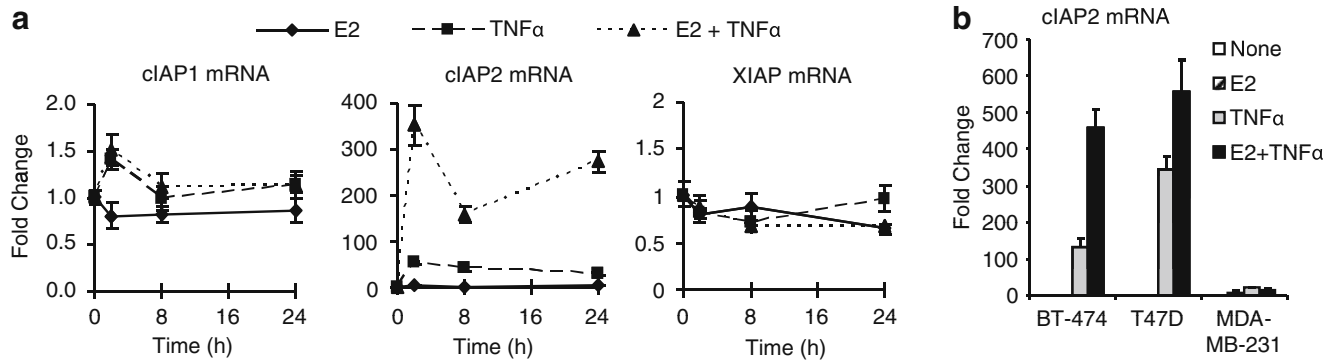 a
E2
TNFα
E2 + TNFα
cIAP1 mRNA
Fold Change
2.0
1.5
1.0
0.5
0.0
0 8 16 24
Time (h)
cIAP2 mRNA
400
300
200
100
0
0 8 16 24
Time (h)
XIAP mRNA
2
1.5
1
0.5
0
0 8 16 24
Time (h)
b
cIAP2 mRNA
Fold Change
700
600
500
400
300
200
100
0
None
E2
TNFα
E2+TNFα
BT-474 T47D MDA-
MB-231